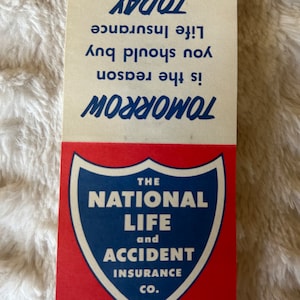 TOMORROW
is the reason
you should buy
Life Insurance
TODAY
THE
NATIONAL
LIFE
and
ACCIDENT
INSURANCE
CO.